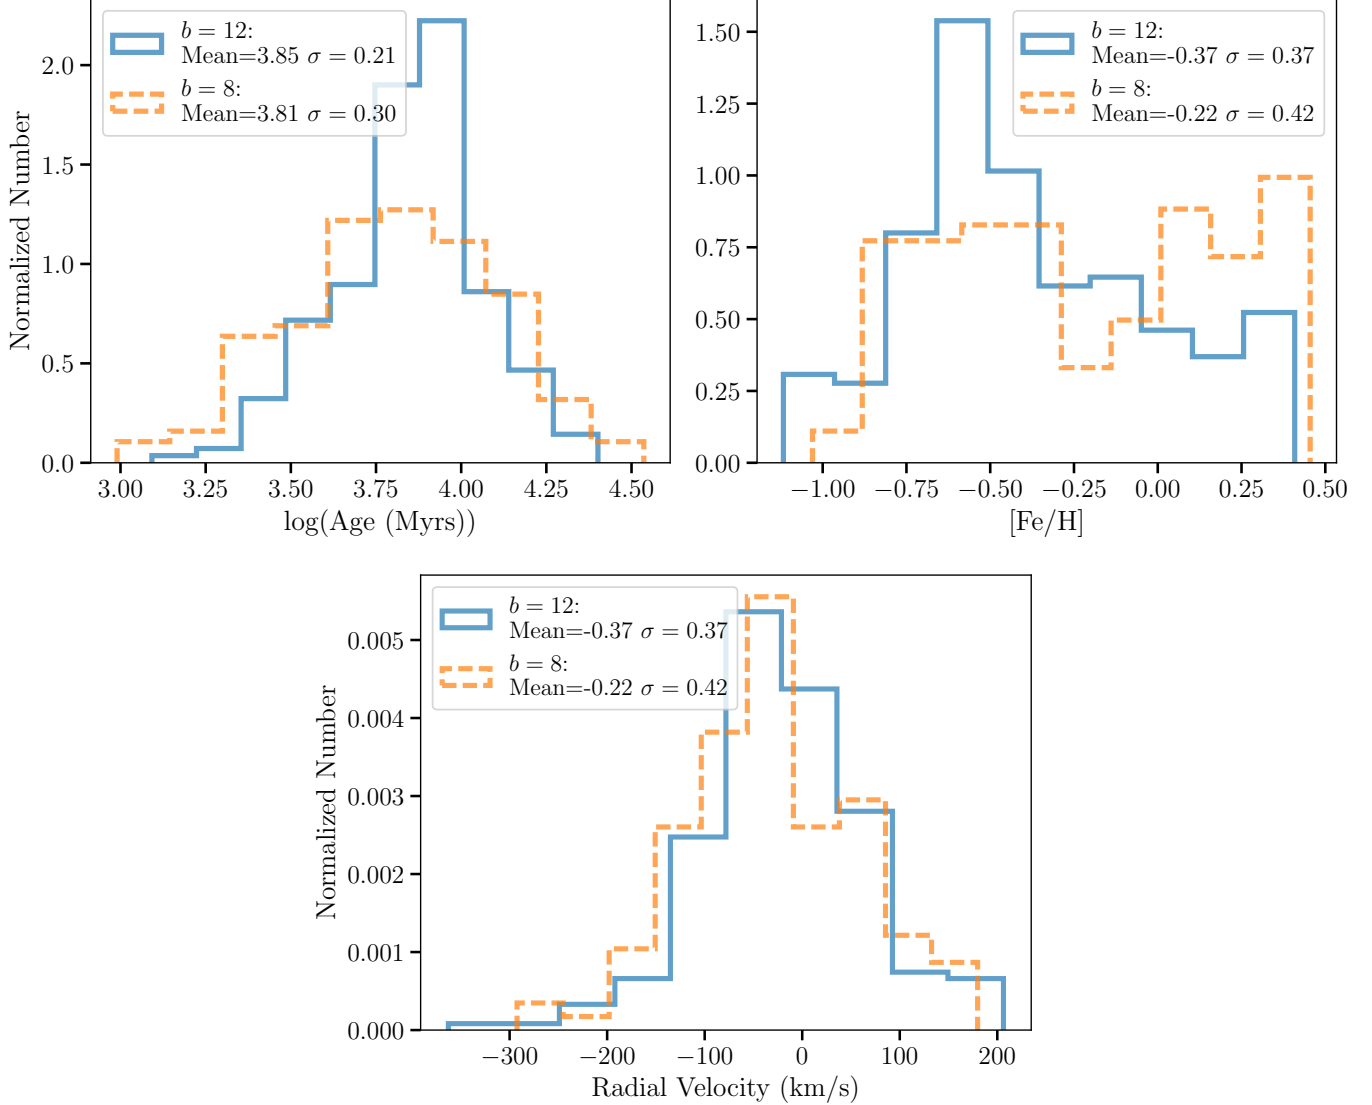 b = 12:
Mean=3.85 σ = 0.21
b = 8:
Mean=3.81 σ = 0.30
2.0
1.5
1.0
0.5
0.0
Normalized Number
3.00 3.25 3.50 3.75 4.00 4.25 4.50
log(Age (Myrs))
b = 12:
Mean=-0.37 σ = 0.37
b = 8:
Mean=-0.22 σ = 0.42
1.50
1.25
1.00
0.75
0.50
0.25
0.00
−1.00 −0.75 −0.50 −0.25 0.00 0.25 0.50
[Fe/H]
b = 12:
Mean=-0.37 σ = 0.37
b = 8:
Mean=-0.22 σ = 0.42
0.005
0.004
0.003
0.002
0.001
0.000
Normalized Number
−300 −200 −100 0 100 200
Radial Velocity (km/s)